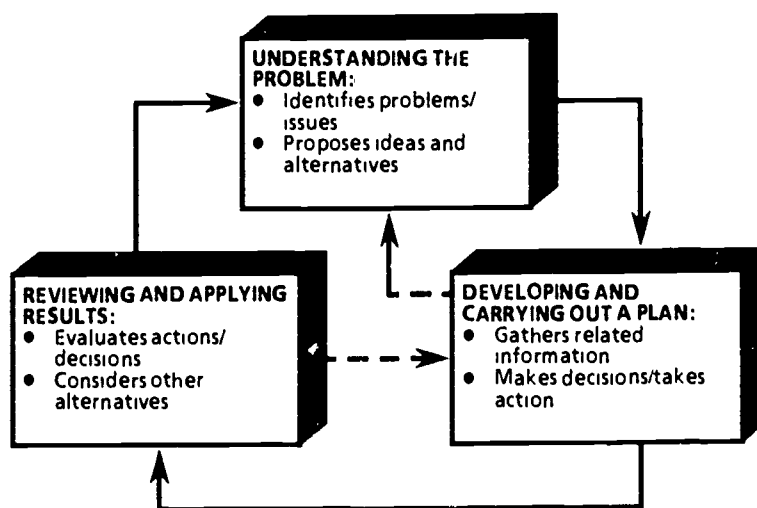 UNDERSTANDING THE
PROBLEM:
● Identifies problems/
issues
● Proposes ideas and
alternatives
REVIEWING AND APPLYING
RESULTS:
● Evaluates actions/
decisions
● Considers other
alternatives
DEVELOPING AND
CARRYING OUT A PLAN:
● Gathers related
information
● Makes decisions/takes
action